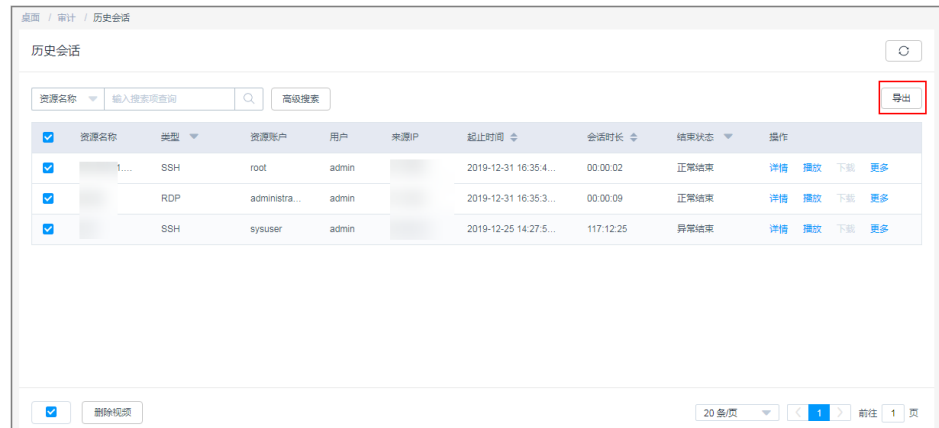 桌面 / 审计 / 历史会话
历史会话
资源名称 输入搜索项查询 高级搜索 导出
资源名称 类型 资源账户 用户 来源IP 起止时间 会话时长 结束状态 操作
1.... SSH root admin 2019-12-31 16:35:4... 00:00:02 正常结束 详情 播放 下载 更多
RDP administra... admin 2019-12-31 16:35:3... 00:00:09 正常结束 详情 播放 下载 更多
SSH sysuser admin 2019-12-25 14:27:5... 117:12:25 异常结束 详情 播放 下载 更多
删除视频 20 条/页 1 前往 1 页